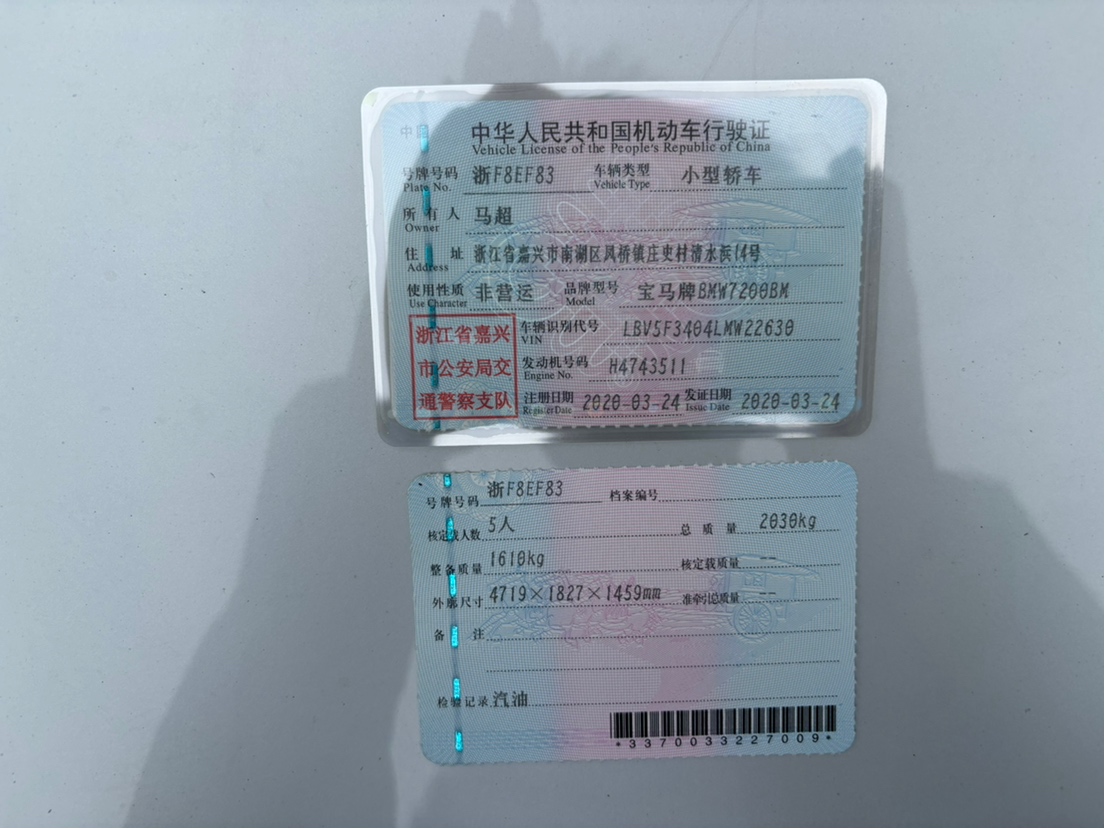 中华人民共和国机动车行驶证
Vehicle License of the People's Republic of China
号牌号码 浙F8EF83 车辆类型 小型轿车
Plate No. Vehicle Type
所有人 马超
Owner
住址 浙江省嘉兴市南湖区凤桥镇庄史村清水浜14号
Address
使用性质 非营运 品牌型号 宝马牌BMW7200BM
Use Character Model
浙江省嘉兴
市公安局交
通警察支队
车辆识别代号 LBV5F3404LMW22630
VIN
发动机号码 H4743511
Engine No.
注册日期 2020-03-24 发证日期 2020-03-24
Register Date Issue Date
号牌号码 浙F8EF83 档案编号
核定载人数 5人 总质量 2030kg
整备质量 1610kg 核定载质量 --
外廓尺寸 4719×1827×1459mm 准牵引总质量 --
备注
检验记录 汽油
*3370033227009*